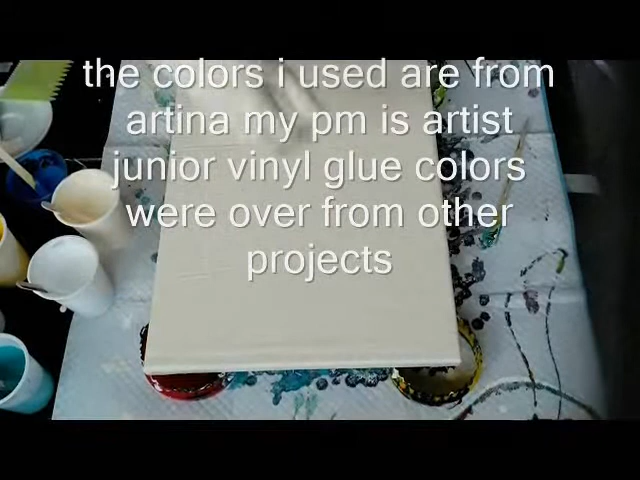 the colors i used are from
artina my pm is artist
junior vinyl glue colors
were over from other
projects